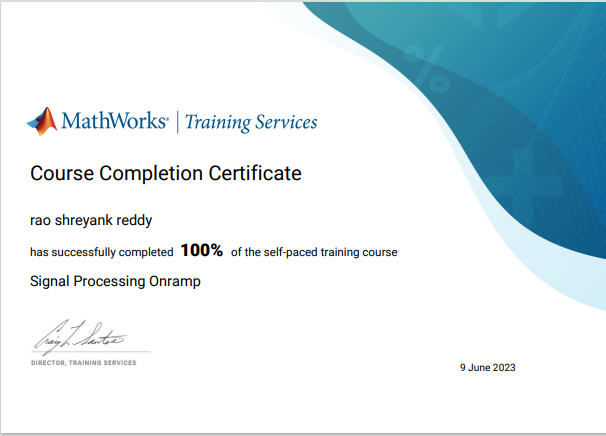 MathWorks® | Training Services
Course Completion Certificate
rao shreyank reddy
has successfully completed 100% of the self-paced training course
Signal Processing Onramp
Craig L. Santos
DIRECTOR, TRAINING SERVICES
9 June 2023